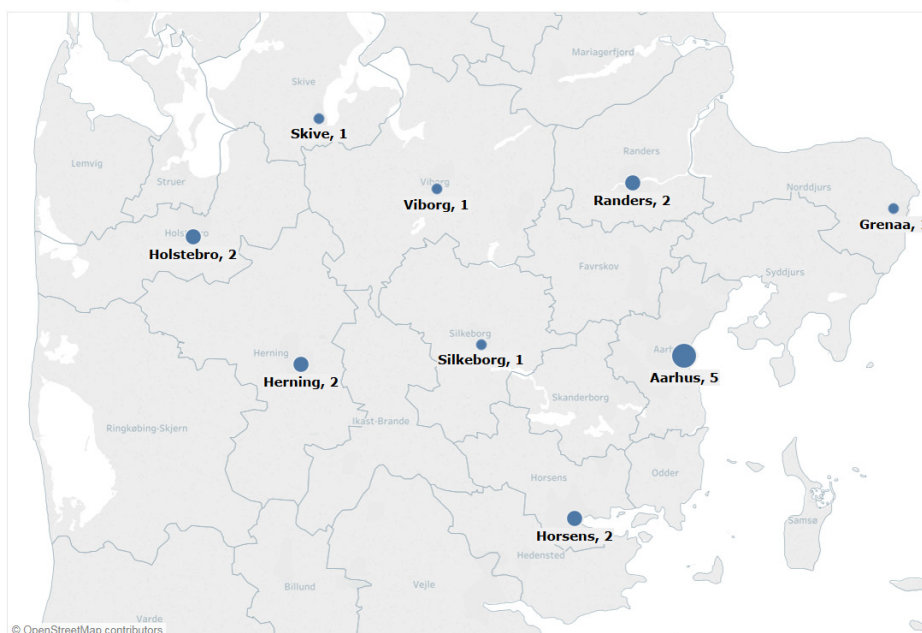 Mariagerfjord
Skive
Skive, 1
Lemvig
Struer
Viborg
Viborg, 1
Randers
Randers, 2
Norddjurs
Grenaa,
Holstebro
Holstebro, 2
Favrskov
Syddjurs
Silkeborg
Silkeborg, 1
Herning
Herning, 2
Aarhus, 5
Skanderborg
Ikast-Brande
Ringkøbing-Skjern
Horsens
Odder
Horsens, 2
Samsø
Hedensted
Billund
Vejle
Varde
© OpenStreetMap contributors